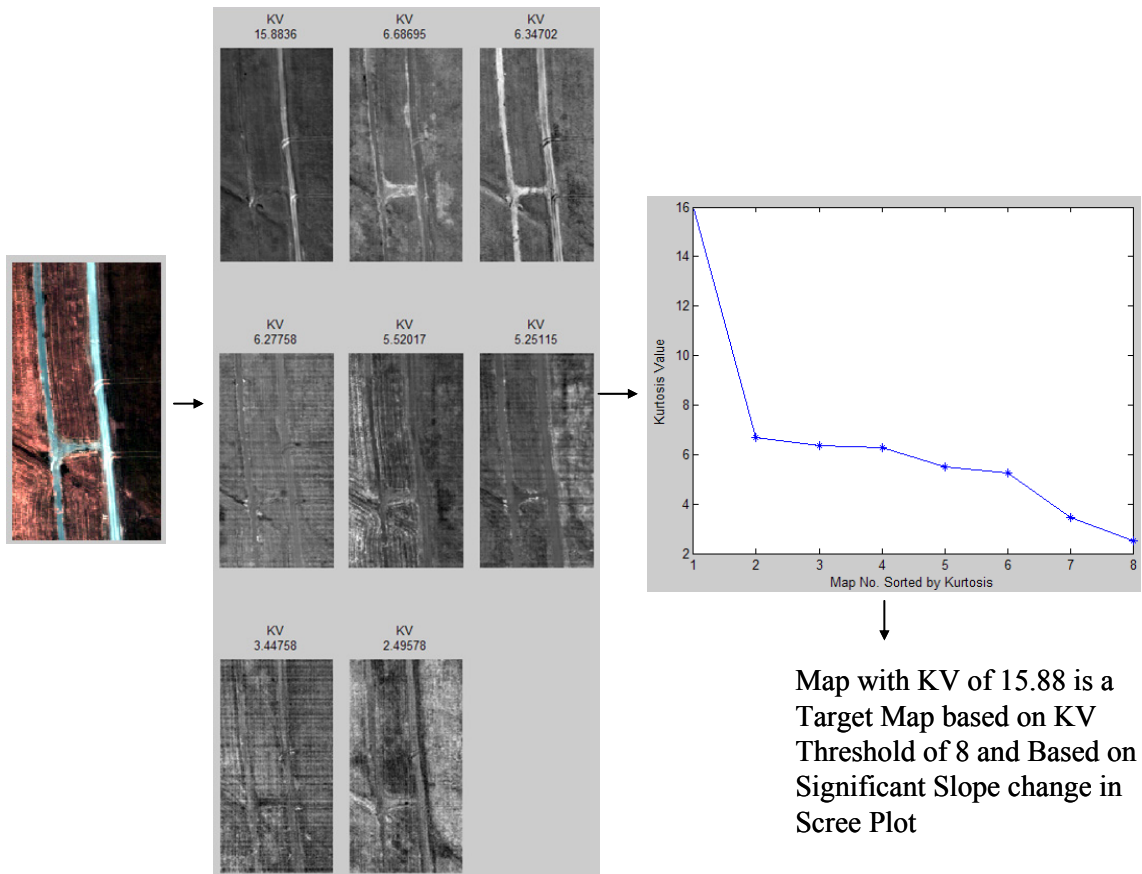 KV KV KV
15.8836 6.68695 6.34702
KV KV KV
6.27758 5.52017 5.25115
KV KV
3.44758 2.49578
Kurtosis Value
16
14
12
10
8
6
4
2
1 2 3 4 5 6 7 8
Map No. Sorted by Kurtosis
Map with KV of 15.88 is a
Target Map based on KV
Threshold of 8 and Based on
Significant Slope change in
Scree Plot